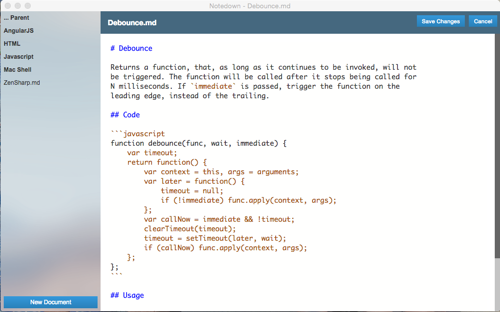 Notedown - Debounce.md
... Parent
AngularJS
HTML
Javascript
Mac Shell
ZenSharp.md
New Document
Debounce.md
Save Changes
Cancel
# Debounce
Returns a function, that, as long as it continues to be invoked, will not
be triggered. The function will be called after it stops being called for
N milliseconds. If `immediate` is passed, trigger the function on the
leading edge, instead of the trailing.
## Code
```javascript
function debounce(func, wait, immediate) {
    var timeout;
    return function() {
        var context = this, args = arguments;
        var later = function() {
            timeout = null;
            if (!immediate) func.apply(context, args);
        };
        var callNow = immediate && !timeout;
        clearTimeout(timeout);
        timeout = setTimeout(later, wait);
        if (callNow) func.apply(context, args);
    };
};
```
## Usage